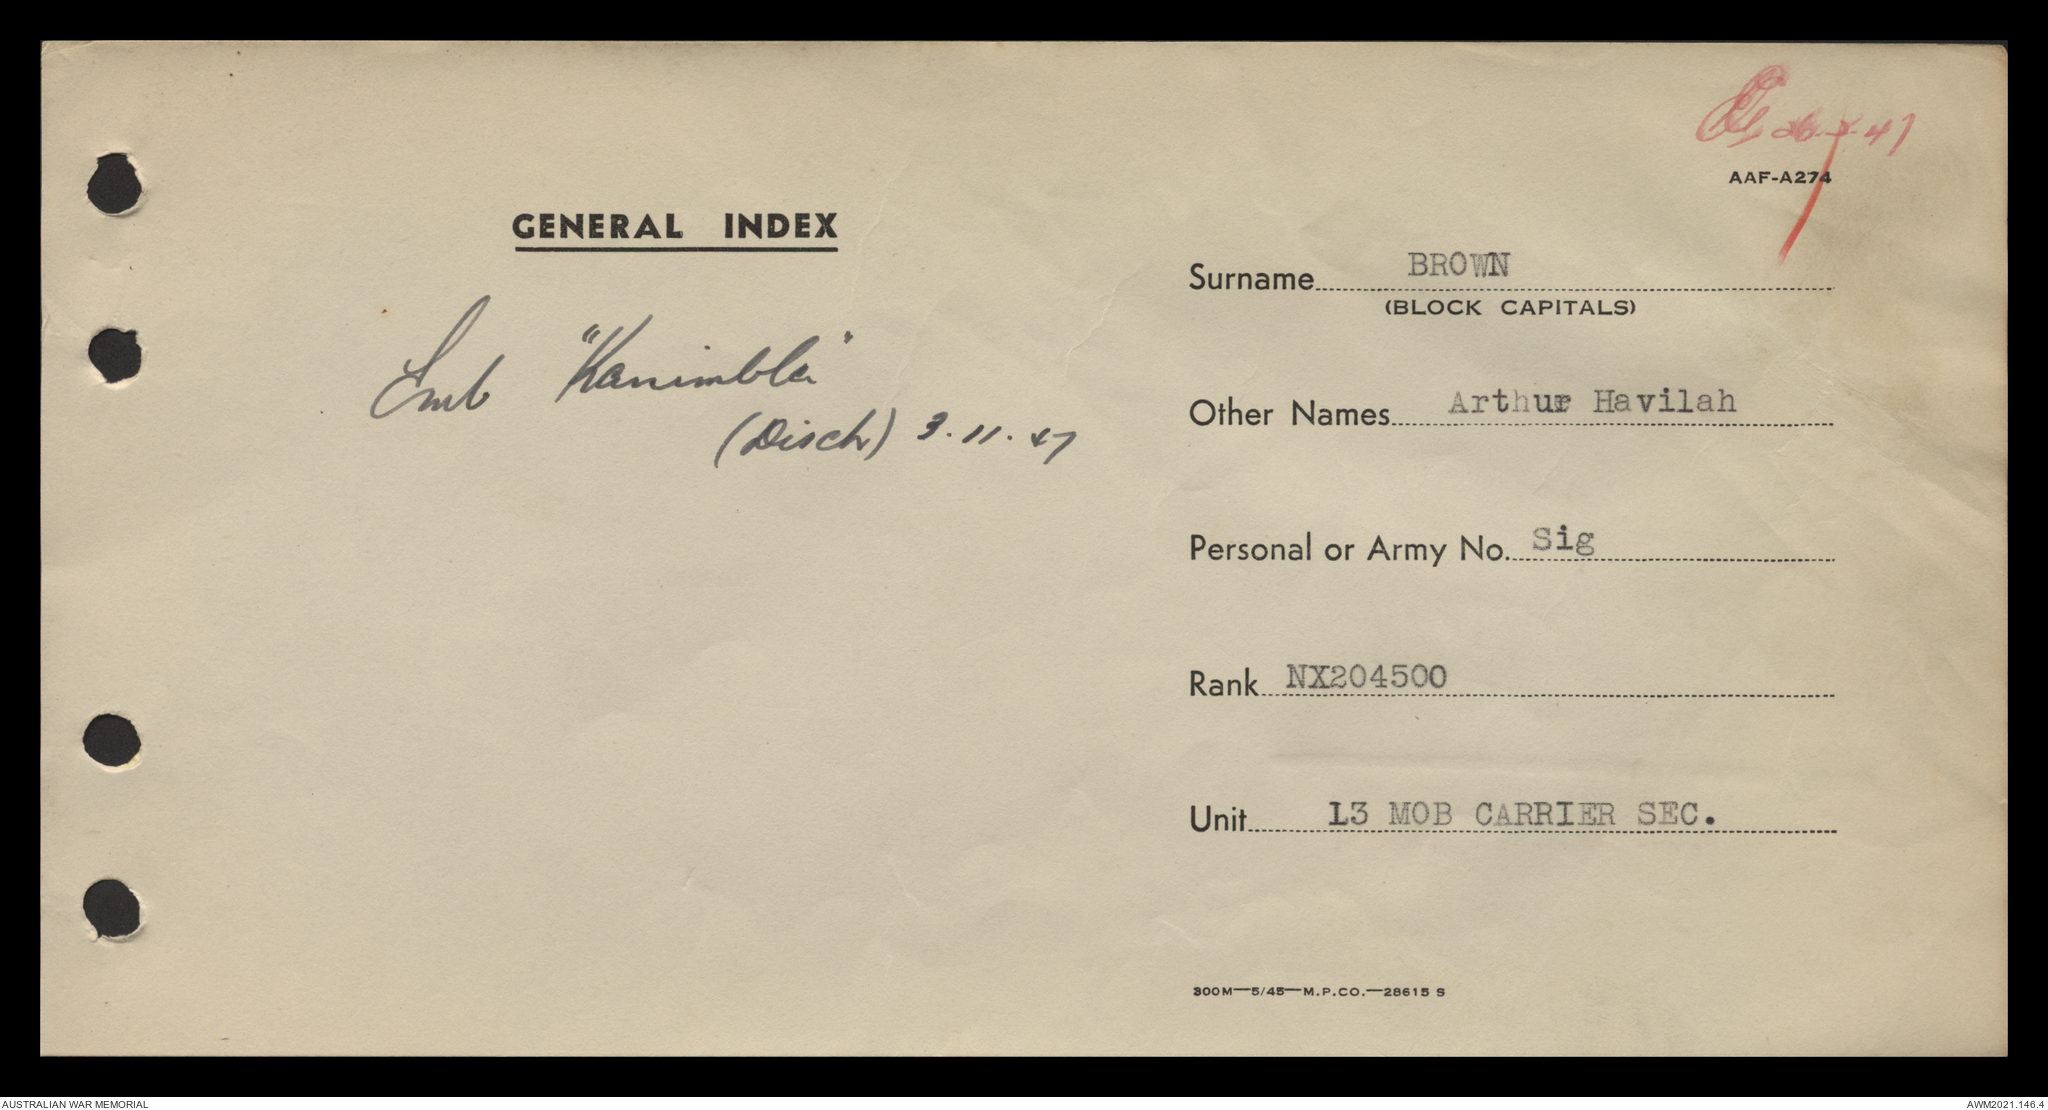 47
AAF-A274
GENERAL INDEX
Surname BROWN
(BLOCK CAPITALS)
Emb "Kanimbla"
(Disch) 3.11.47
Other Names Arthur Havilah
Personal or Army No. Sig
Rank NX204500
Unit 13 MOB CARRIER SEC.
300M—5/45—M.P.CO.—28615 S
AUSTRALIAN WAR MEMORIAL
AWM2021.146.4